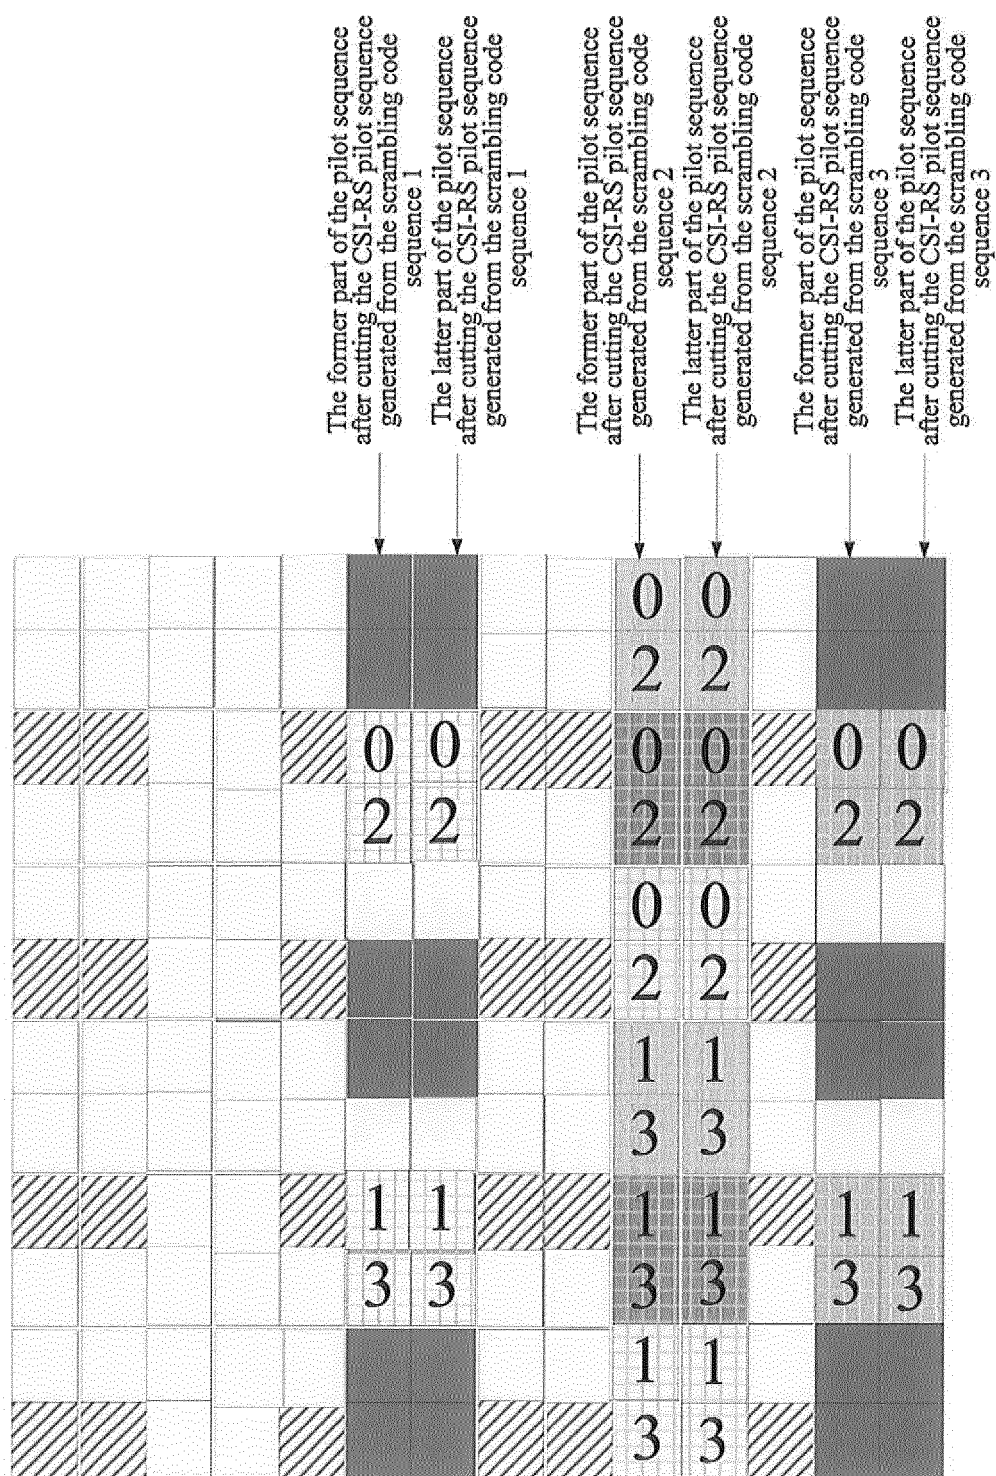 The former part of the pilot sequence
after cutting the CSI-RS pilot sequence
generated from the scrambling code
sequence 1
The latter part of the pilot sequence
after cutting the CSI-RS pilot sequence
generated from the scrambling code
sequence 1
The former part of the pilot sequence
after cutting the CSI-RS pilot sequence
generated from the scrambling code
sequence 2
The latter part of the pilot sequence
after cutting the CSI-RS pilot sequence
generated from the scrambling code
sequence 2
The former part of the pilot sequence
after cutting the CSI-RS pilot sequence
generated from the scrambling code
sequence 3
The latter part of the pilot sequence
after cutting the CSI-RS pilot sequence
generated from the scrambling code
sequence 3
0 0
2 2
0 0 0 0 0 0
2 2 2 2 2 2
0 0
2 2
1 1
3 3
1 1 1 1 1 1
3 3 3 3 3 3
1 1
3 3